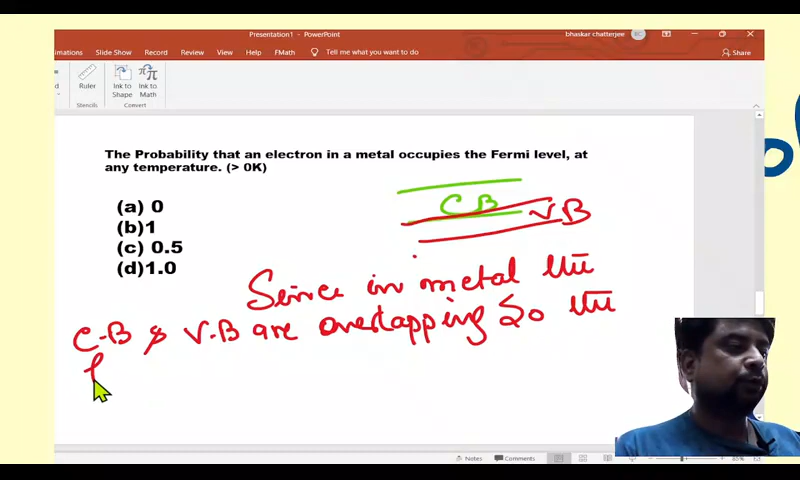 Presentation1 - PowerPoint
bhaskar chatterjee
BC
imations Slide Show Record Review View Help FMath Tell me what you want to do Share
Ruler
Ink to Shape
Ink to Math
Stencils
Convert
The Probability that an electron in a metal occupies the Fermi level, at
any temperature. (> 0K)
(a) 0
(b)1
(c) 0.5
(d)1.0
CB
VB
Since in metal the
C.B & V.B are overlapping So the
Notes Comments 85%